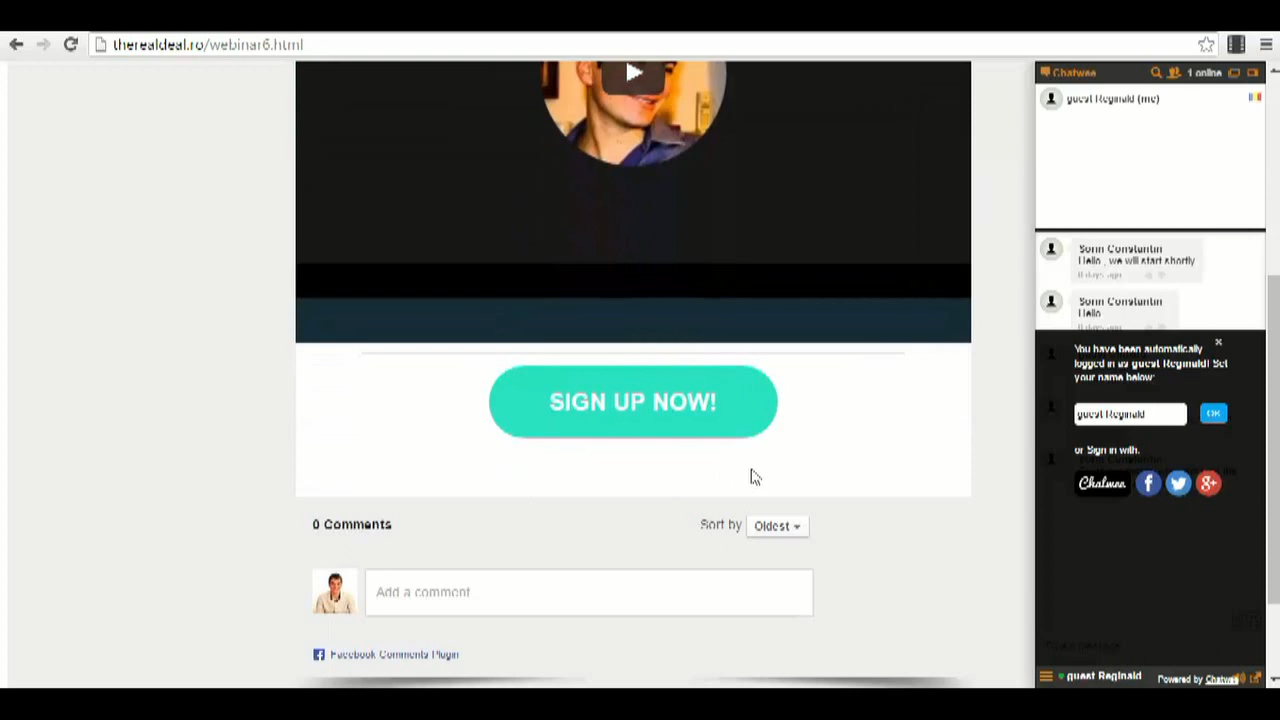 therealdeal.ro/webinar6.html
Chatwee
1 online
guest Reginald (me)
Sorin Constantin
Hello , we will start shortly
Sorin Constantin
Hello
You have been automatically
logged in as guest Reginald! Set
your name below:
guest Reginald
OK
or Sign in with:
Chatwee
SIGN UP NOW!
0 Comments
Sort by Oldest
Add a comment...
Facebook Comments Plugin
guest Reginald
Powered by Chatwee